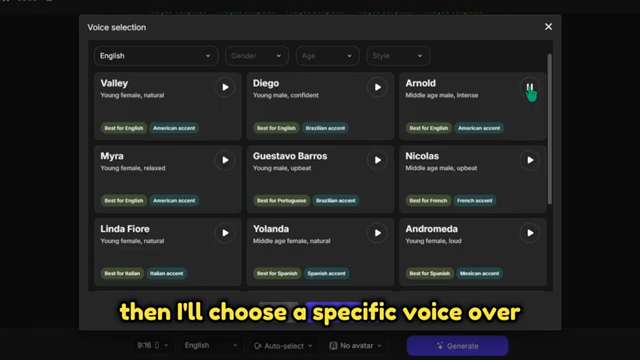 Voice selection
English
Gender
Age
Style
Valley
Young female, natural
Best for English
American accent
Diego
Young male, confident
Best for English
Brazilian accent
Arnold
Middle age male, Intense
Best for English
American accent
Myra
Young female, relaxed
Best for English
American accent
Guestavo Barros
Young male, upbeat
Best for Portuguese
Brazilian accent
Nicolas
Middle age male, upbeat
Best for French
French accent
Linda Fiore
Young female, natural
Best for Italian
Italian accent
Yolanda
Middle age female, natural
Best for Spanish
Spanish accent
Andromeda
Young female, loud
Best for Spanish
Mexican accent
then I'll choose a specific voice over
9:16
English
Auto-select
No avatar
Generate